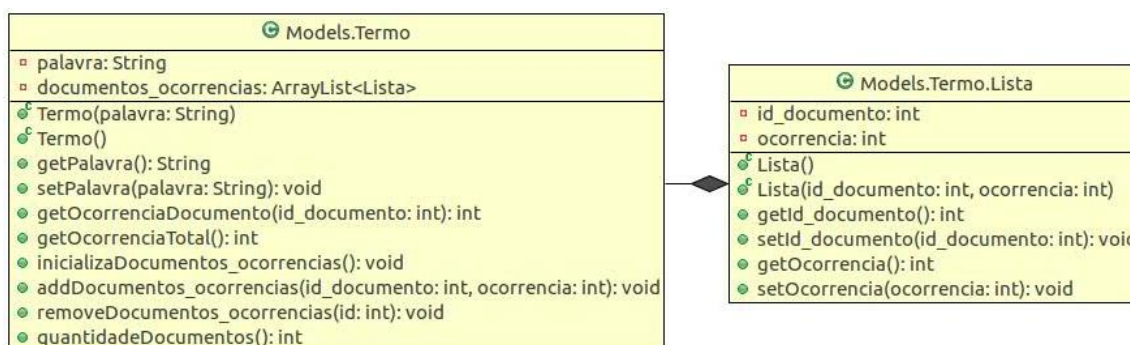 Models.Termo
palavra: String
documentos_ocorrencias: ArrayList<Lista>
Termo(palavra: String)
Termo()
getPalavra(): String
setPalavra(palavra: String): void
getOcorrenciaDocumento(id_documento: int): int
getOcorrenciaTotal(): int
inicializaDocumentos_ocorrencias(): void
addDocumentos_ocorrencias(id_documento: int, ocorrencia: int): void
removeDocumentos_ocorrencias(id: int): void
quantidadeDocumentos(): int
Models.Termo.Lista
id_documento: int
ocorrencia: int
Lista()
Lista(id_documento: int, ocorrencia: int)
getId_documento(): int
setId_documento(id_documento: int): void
getOcorrencia(): int
setOcorrencia(ocorrencia: int): void